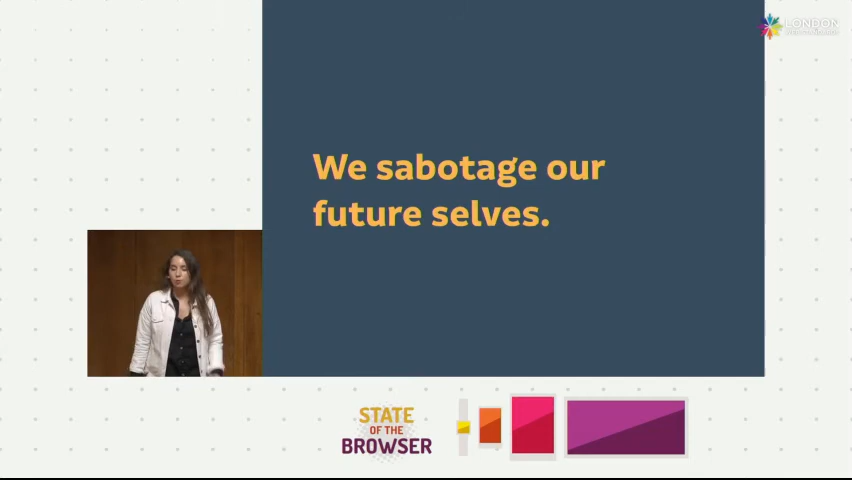 LONDON
We sabotage our
future selves.
STATE
OF THE
BROWSER